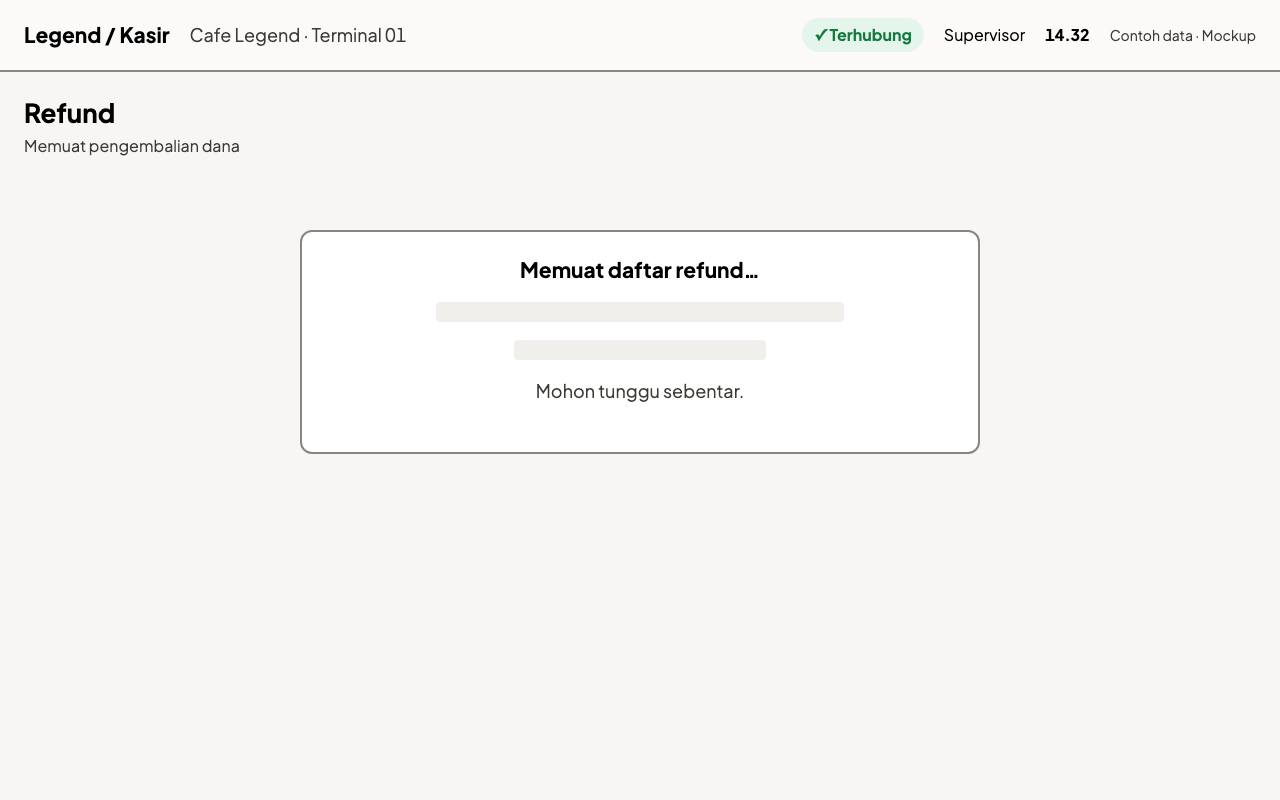 Legend / Kasir Cafe Legend · Terminal 01 ✓Terhubung Supervisor 14.32 Contoh data · Mockup
Refund
Memuat pengembalian dana
Memuat daftar refund…
Mohon tunggu sebentar.